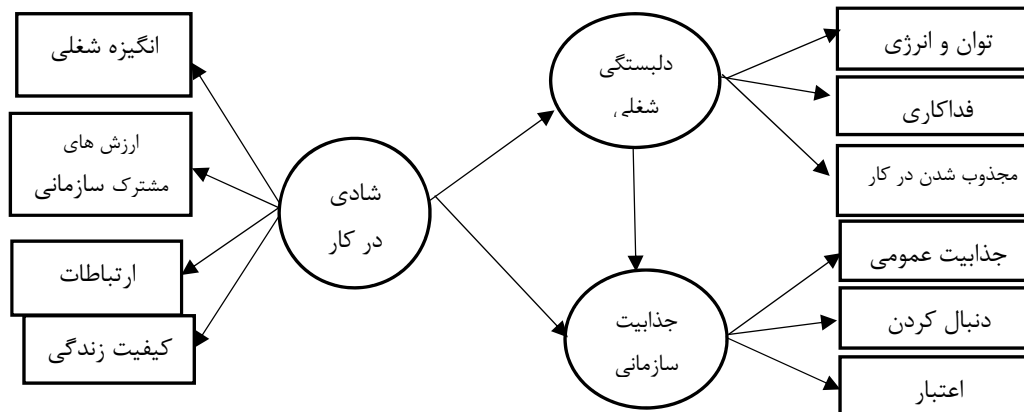 توان و انرژی
فداکاری
مجذوب شدن در کار
جذابیت عمومی
دنبال کردن
اعتبار
دلبستگی
شغلی
جذابیت
سازمانی
شادی
در کار
انگیزه شغلی
ارزش های
مشترک سازمانی
ارتباطات
کیفیت زندگی